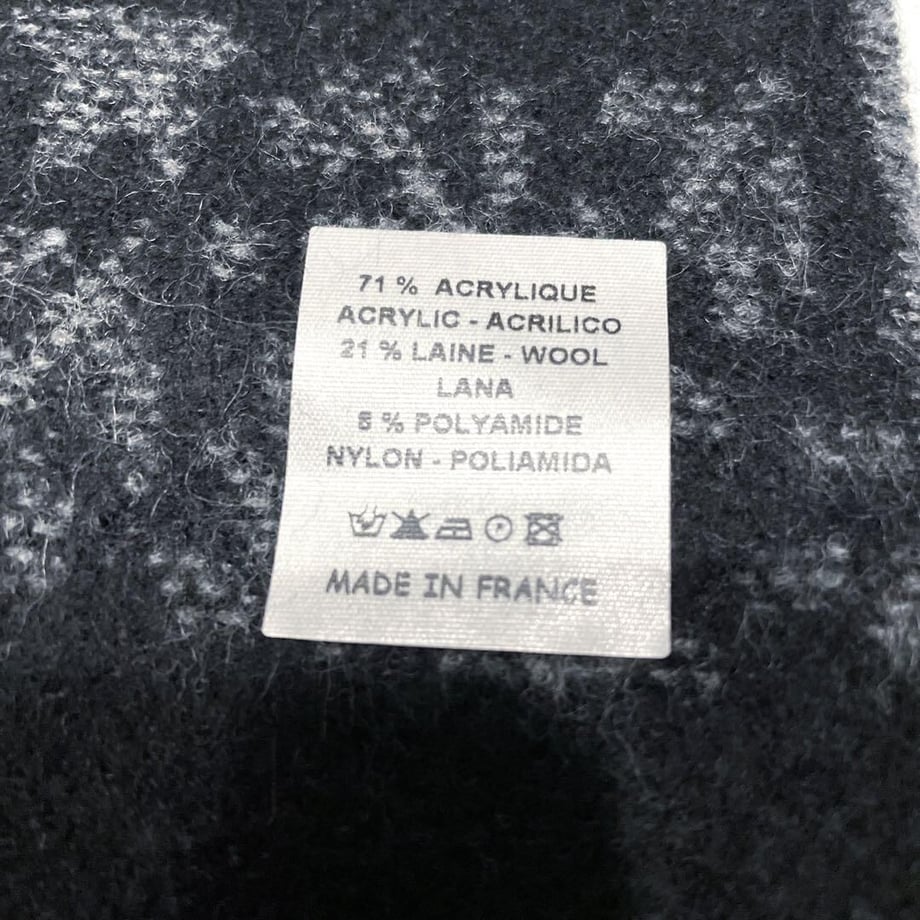 71 % ACRYLIQUE
ACRYLIC - ACRILICO
21 % LAINE - WOOL
LANA
8 % POLYAMIDE
NYLON - POLIAMIDA
MADE IN FRANCE